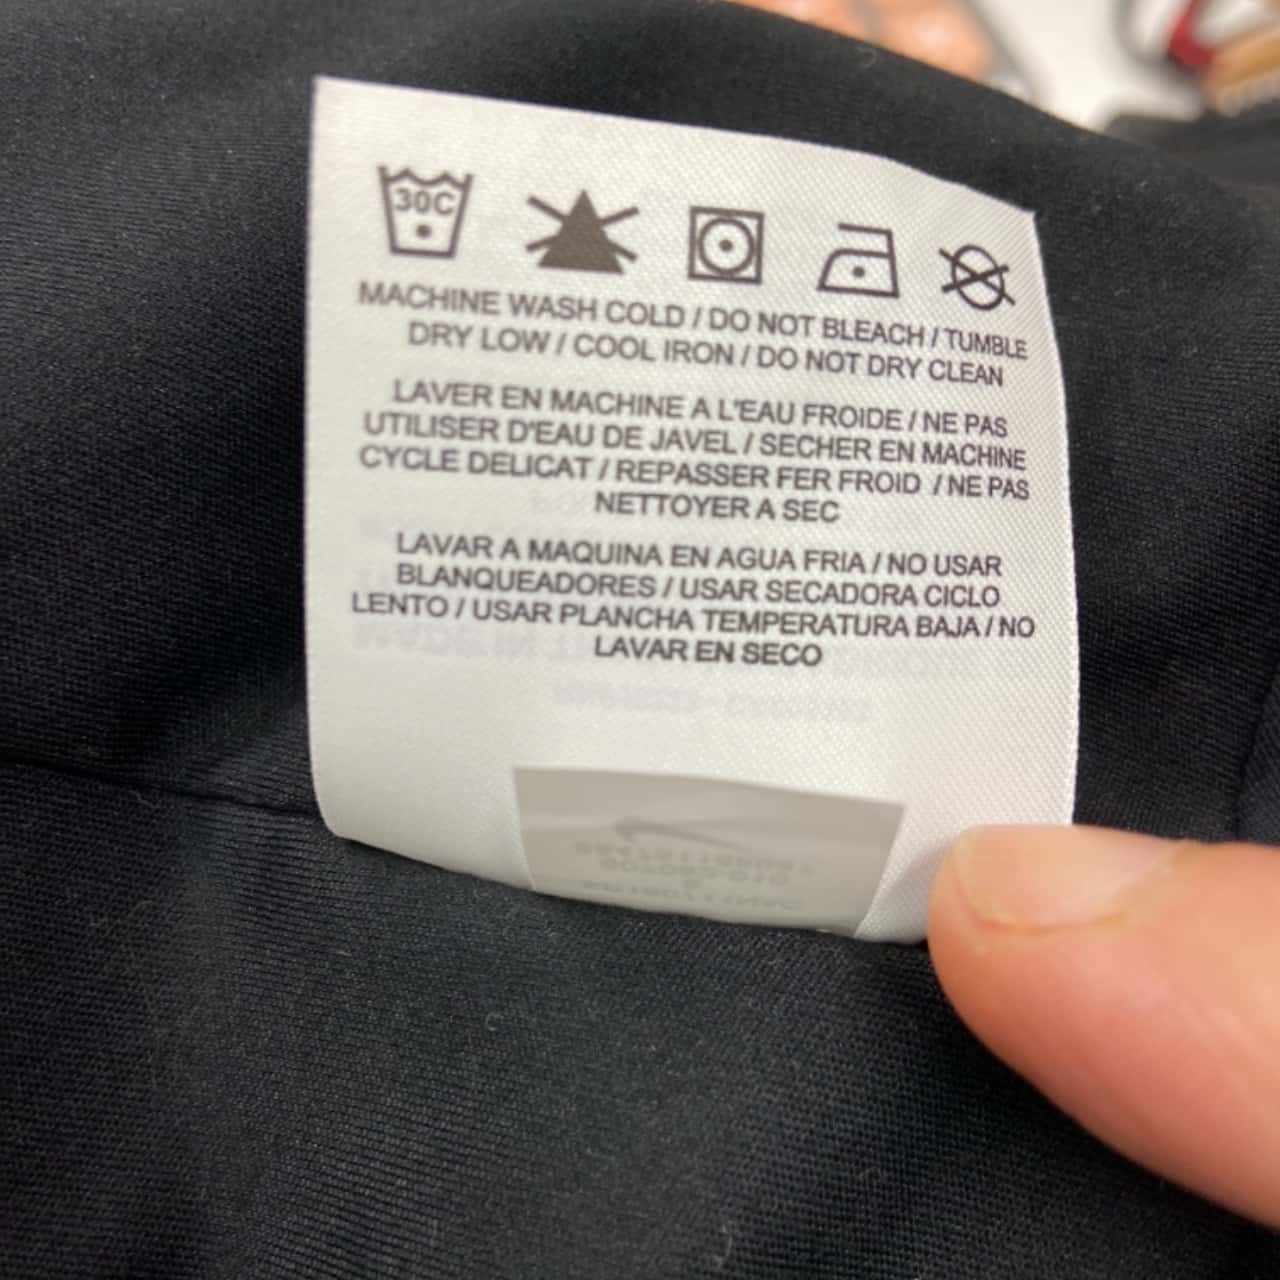 30C
MACHINE WASH COLD / DO NOT BLEACH / TUMBLE
DRY LOW / COOL IRON / DO NOT DRY CLEAN
LAVER EN MACHINE A L'EAU FROIDE / NE PAS
UTILISER D'EAU DE JAVEL / SECHER EN MACHINE
CYCLE DELICAT / REPASSER FER FROID / NE PAS
NETTOYER A SEC
LAVAR A MAQUINA EN AGUA FRIA / NO USAR
BLANQUEADORES / USAR SECADORA CICLO
LENTO / USAR PLANCHA TEMPERATURA BAJA / NO
LAVAR EN SECO